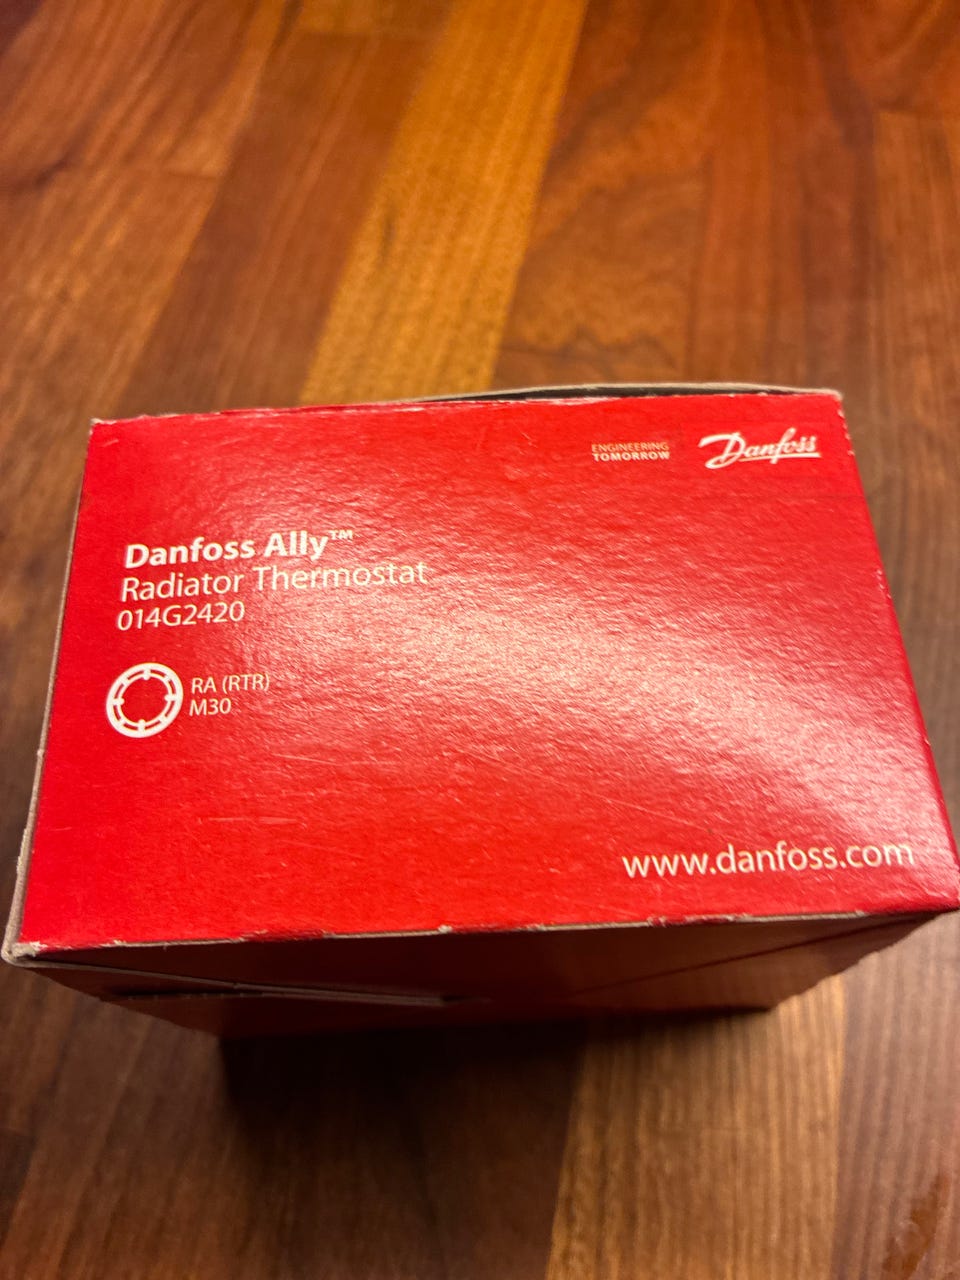 ENGINEERING
TOMORROW
Danfoss
Danfoss Ally™
Radiator Thermostat
014G2420
RA (RTR)
M30
www.danfoss.com